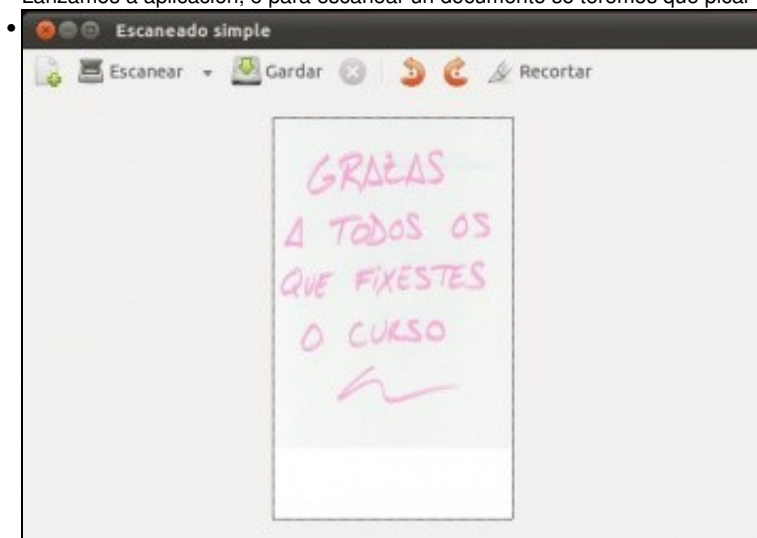 Lanzamos a aplicación, e para escanear un documento teremos que picar
Escaneado simple
Escanear Gardar Recortar
GRAZAS
A TODOS OS
QUE FIXESTES
O CURSO